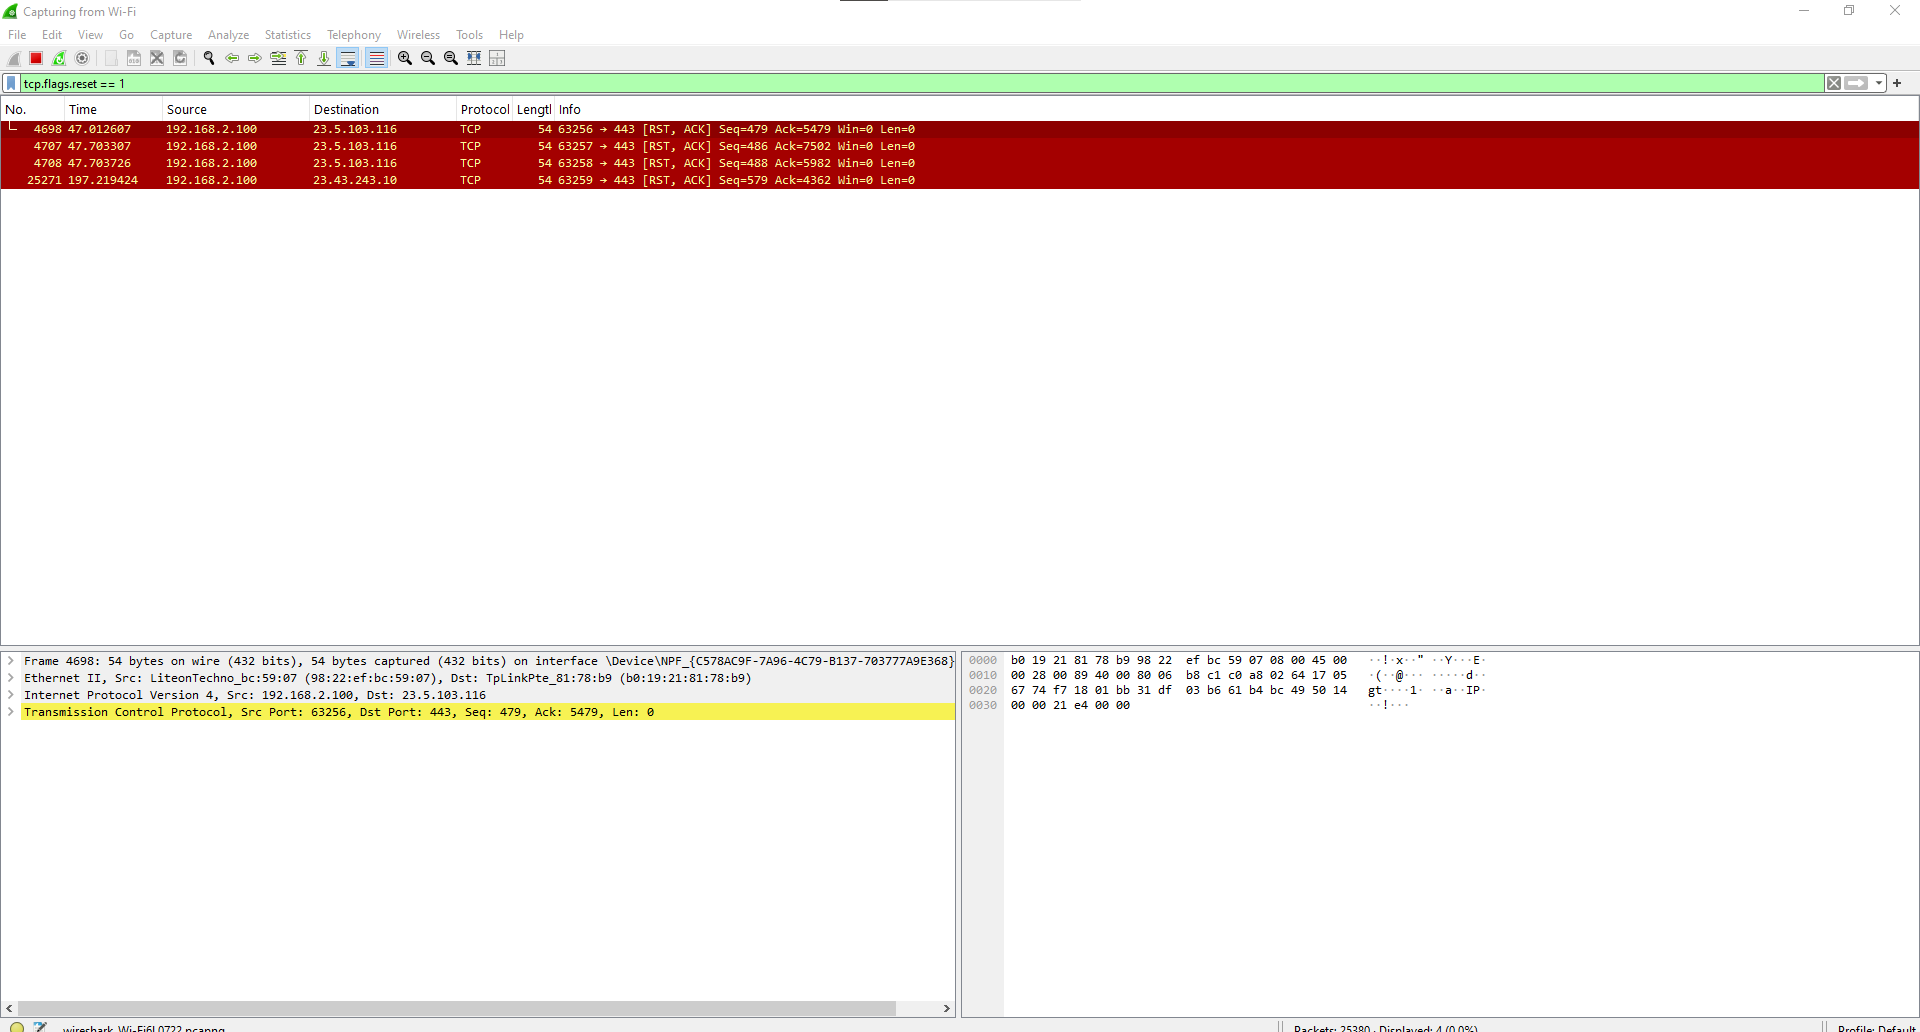 Capturing from Wi-Fi
File Edit View Go Capture Analyze Statistics Telephony Wireless Tools Help
tcp.flags.reset == 1
No. Time Source Destination Protocol Lengtl Info
4698 47.012607 192.168.2.100 23.5.103.116 TCP 54 63256 → 443 [RST, ACK] Seq=479 Ack=5479 Win=0 Len=0
4707 47.703307 192.168.2.100 23.5.103.116 TCP 54 63257 → 443 [RST, ACK] Seq=486 Ack=7502 Win=0 Len=0
4708 47.703726 192.168.2.100 23.5.103.116 TCP 54 63258 → 443 [RST, ACK] Seq=488 Ack=5982 Win=0 Len=0
25271 197.219424 192.168.2.100 23.43.243.10 TCP 54 63259 → 443 [RST, ACK] Seq=579 Ack=4362 Win=0 Len=0
Frame 4698: 54 bytes on wire (432 bits), 54 bytes captured (432 bits) on interface \Device\NPF_{C578AC9F-7A96-4C79-B137-703777A9E368}
Ethernet II, Src: LiteonTechno_bc:59:07 (98:22:ef:bc:59:07), Dst: TpLinkPte_81:78:b9 (b0:19:21:81:78:b9)
Internet Protocol Version 4, Src: 192.168.2.100, Dst: 23.5.103.116
Transmission Control Protocol, Src Port: 63256, Dst Port: 443, Seq: 479, Ack: 5479, Len: 0
0000 b0 19 21 81 78 b9 98 22 ef bc 59 07 08 00 45 00 ··!·x··" ··Y···E·
0010 00 28 00 89 40 00 80 06 b8 c1 c0 a8 02 64 17 05 ·(··@··· ·····d··
0020 67 74 f7 18 01 bb 31 df 03 b6 61 b4 bc 49 50 14 gt····1· ··a··IP·
0030 00 00 21 e4 00 00 ··!···
wireshark_Wi-Fi6L0722.pcapng Packets: 25380 · Displayed: 4 (0.0%) Profile: Default